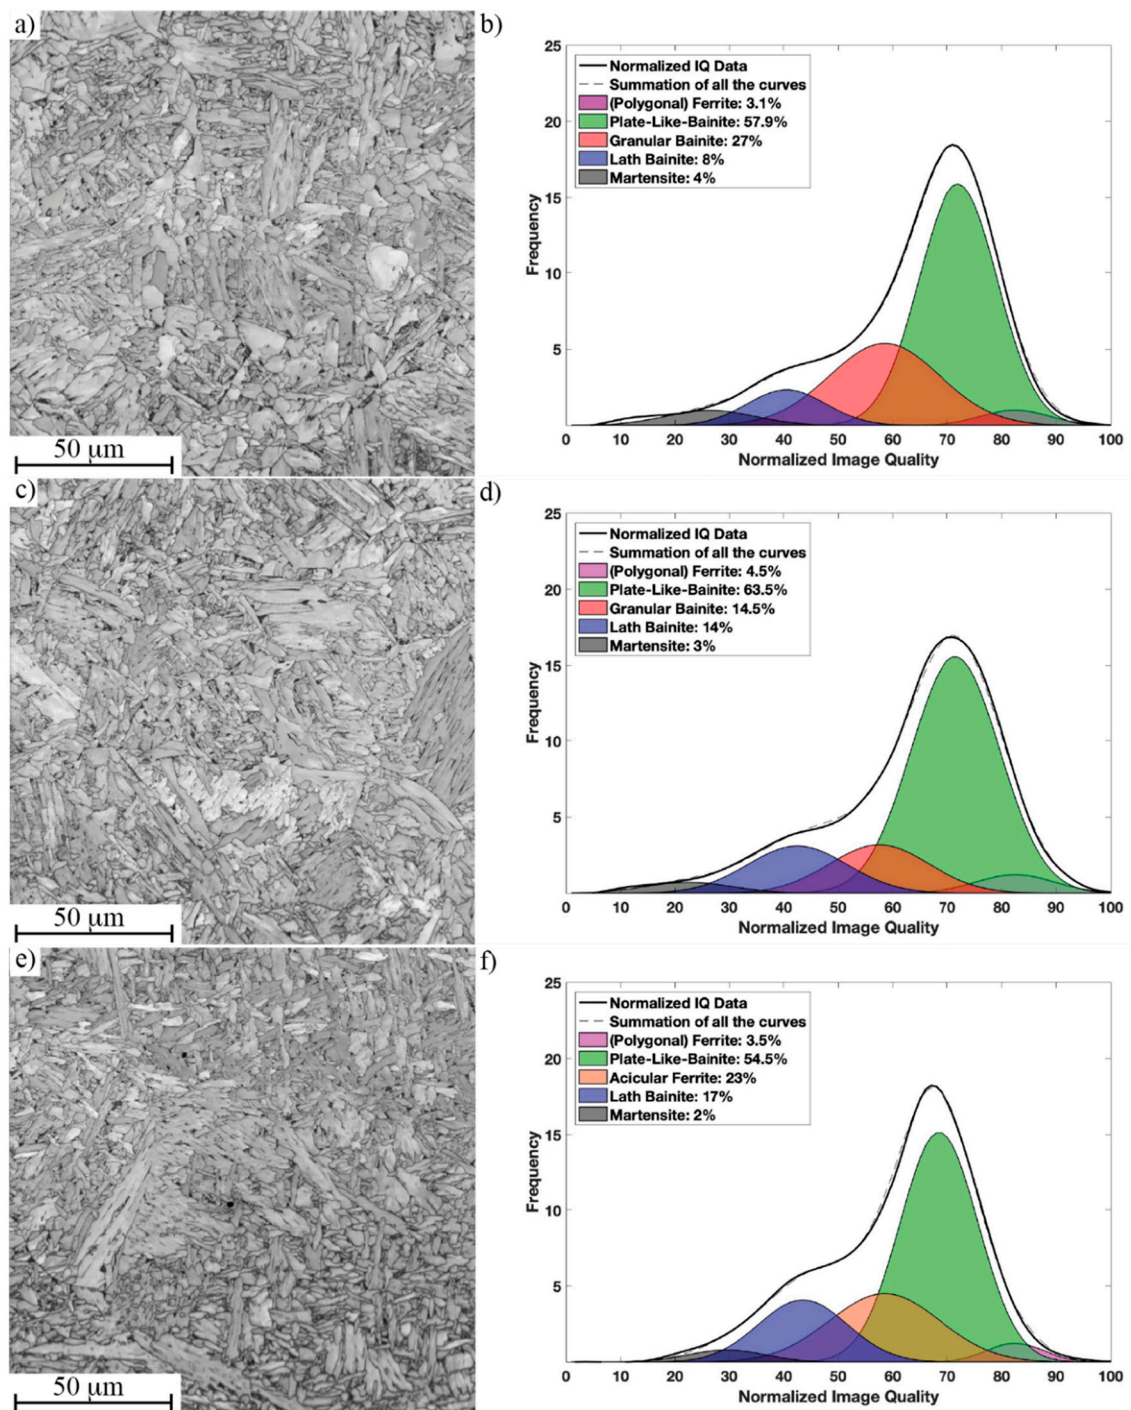 a)
50 μm
b)
25
20
15
10
5
Frequency
Normalized IQ Data
Summation of all the curves
(Polygonal) Ferrite: 3.1%
Plate-Like-Bainite: 57.9%
Granular Bainite: 27%
Lath Bainite: 8%
Martensite: 4%
0 10 20 30 40 50 60 70 80 90 100
Normalized Image Quality
c)
50 μm
d)
25
20
15
10
5
Frequency
Normalized IQ Data
Summation of all the curves
(Polygonal) Ferrite: 4.5%
Plate-Like-Bainite: 63.5%
Granular Bainite: 14.5%
Lath Bainite: 14%
Martensite: 3%
0 10 20 30 40 50 60 70 80 90 100
Normalized Image Quality
e)
50 μm
f)
25
20
15
10
5
Frequency
Normalized IQ Data
Summation of all the curves
(Polygonal) Ferrite: 3.5%
Plate-Like-Bainite: 54.5%
Acicular Ferrite: 23%
Lath Bainite: 17%
Martensite: 2%
0 10 20 30 40 50 60 70 80 90 100
Normalized Image Quality